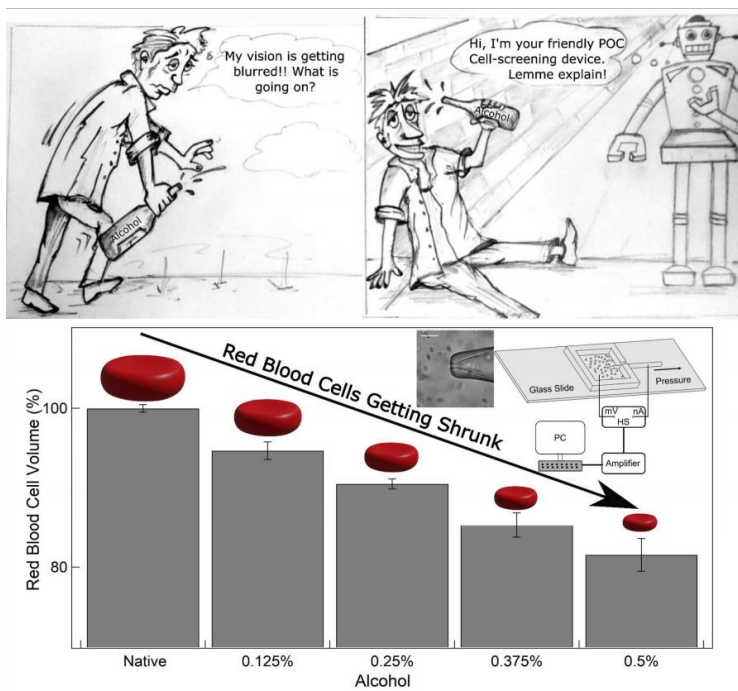 My vision is getting
blurred!! What is
going on?
Alcohol
Hi, I'm your friendly POC
Cell-screening device.
Lemme explain!
Alcohol
Red Blood Cells Getting Shrunk
Glass Slide
Pressure
mV
nA
HS
PC
Amplifier
Red Blood Cell Volume (%)
100
80
Native
0.125%
0.25%
0.375%
0.5%
Alcohol